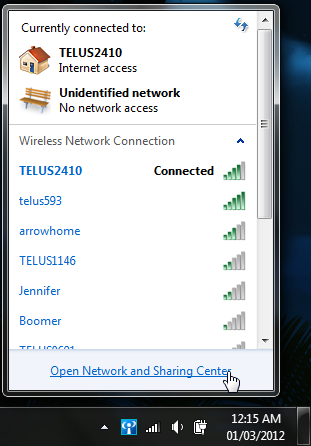 Currently connected to:
TELUS2410
Internet access
Unidentified network
No network access
Wireless Network Connection
TELUS2410 Connected
telus593
arrowhome
TELUS1146
Jennifer
Boomer
Open Network and Sharing Center
12:15 AM
01/03/2012